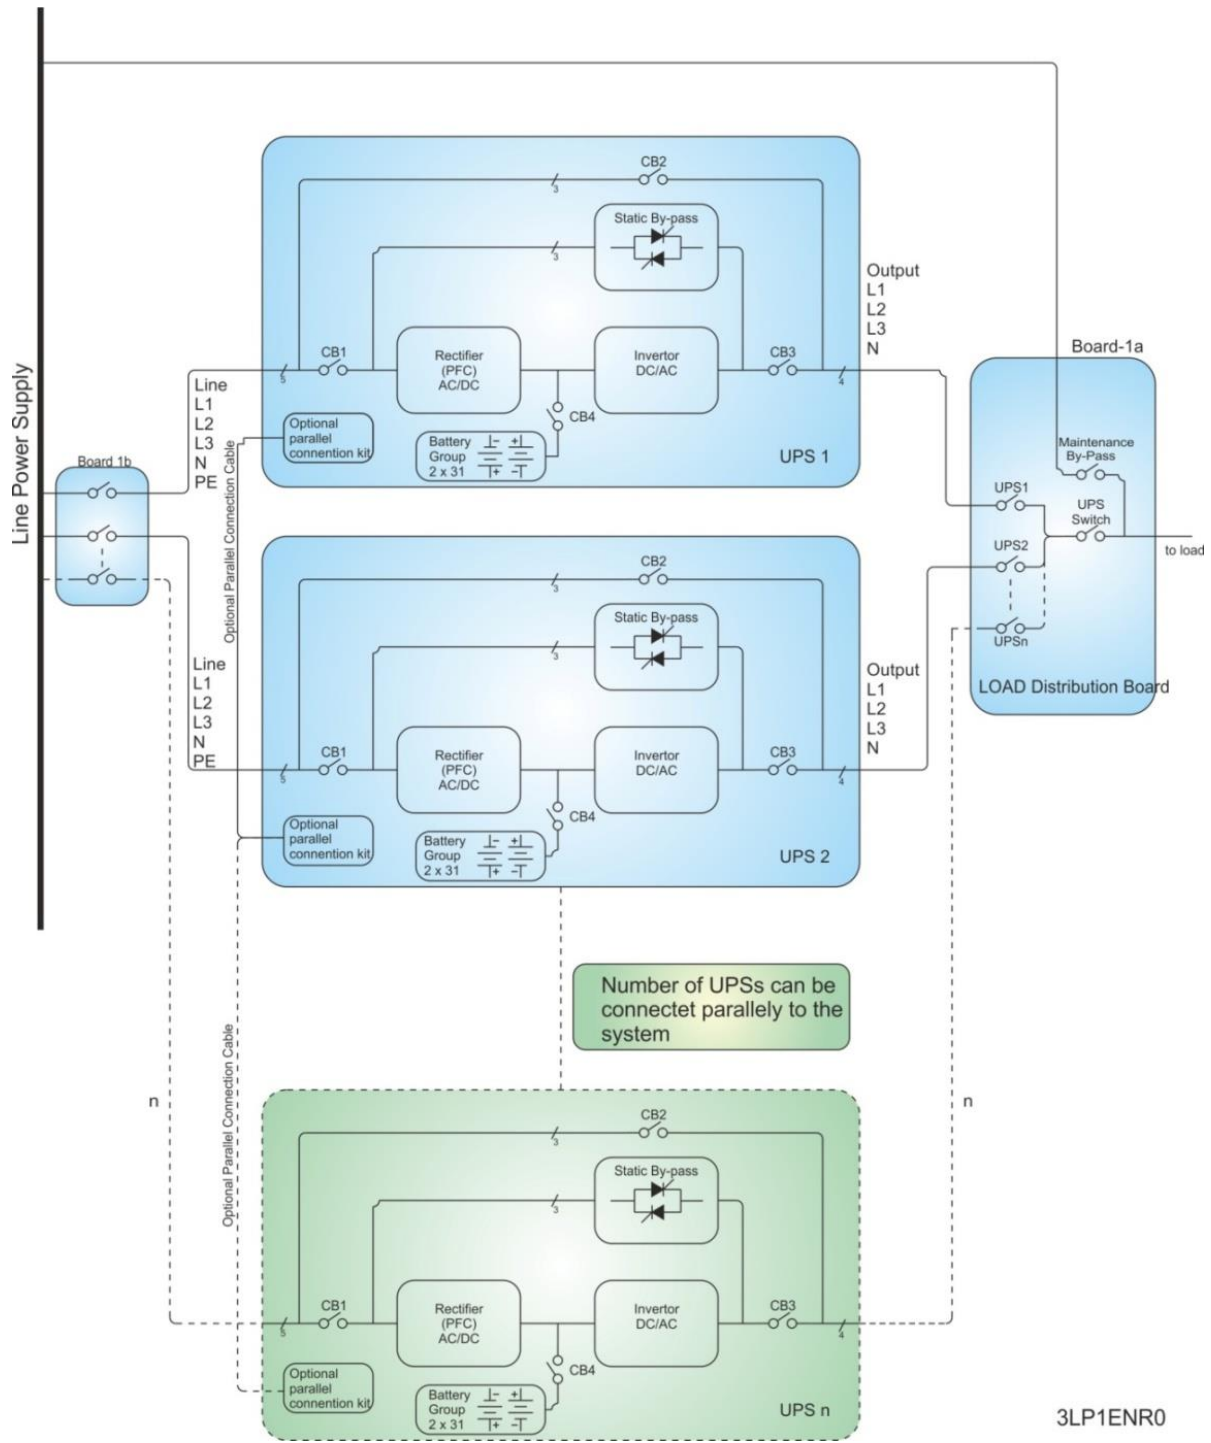 Line Power Supply
CB2
3
Static By-pass
3
Output
L1
L2
L3
N
CB1
5
Rectifier
(PFC)
AC/DC
Invertor
DC/AC
CB3
4
CB4
Optional
parallel
connention kit
Battery
Group
2 x 31
UPS 1
Line
L1
L2
L3
N
PE
Board 1b
Optional Parallel Connection Cable
Board-1a
Maintenance
By-Pass
UPS1
UPS
Switch
UPS2
to load
UPSn
LOAD Distribution Board
CB2
3
Static By-pass
3
Line
L1
L2
L3
N
PE
Output
L1
L2
L3
N
CB1
5
Rectifier
(PFC)
AC/DC
Invertor
DC/AC
CB3
4
CB4
Optional
parallel
connention kit
Battery
Group
2 x 31
UPS 2
Number of UPSs can be
connectet parallely to the
system
n
Optional Parallel Connection Cable
n
CB2
3
Static By-pass
3
CB1
5
Rectifier
(PFC)
AC/DC
Invertor
DC/AC
CB3
4
CB4
Optional
parallel
connention kit
Battery
Group
2 x 31
UPS n
3LP1ENR0